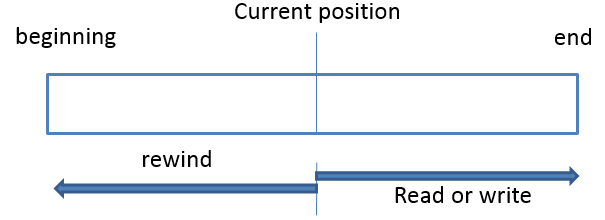 Current position
beginning
end
rewind
Read or write